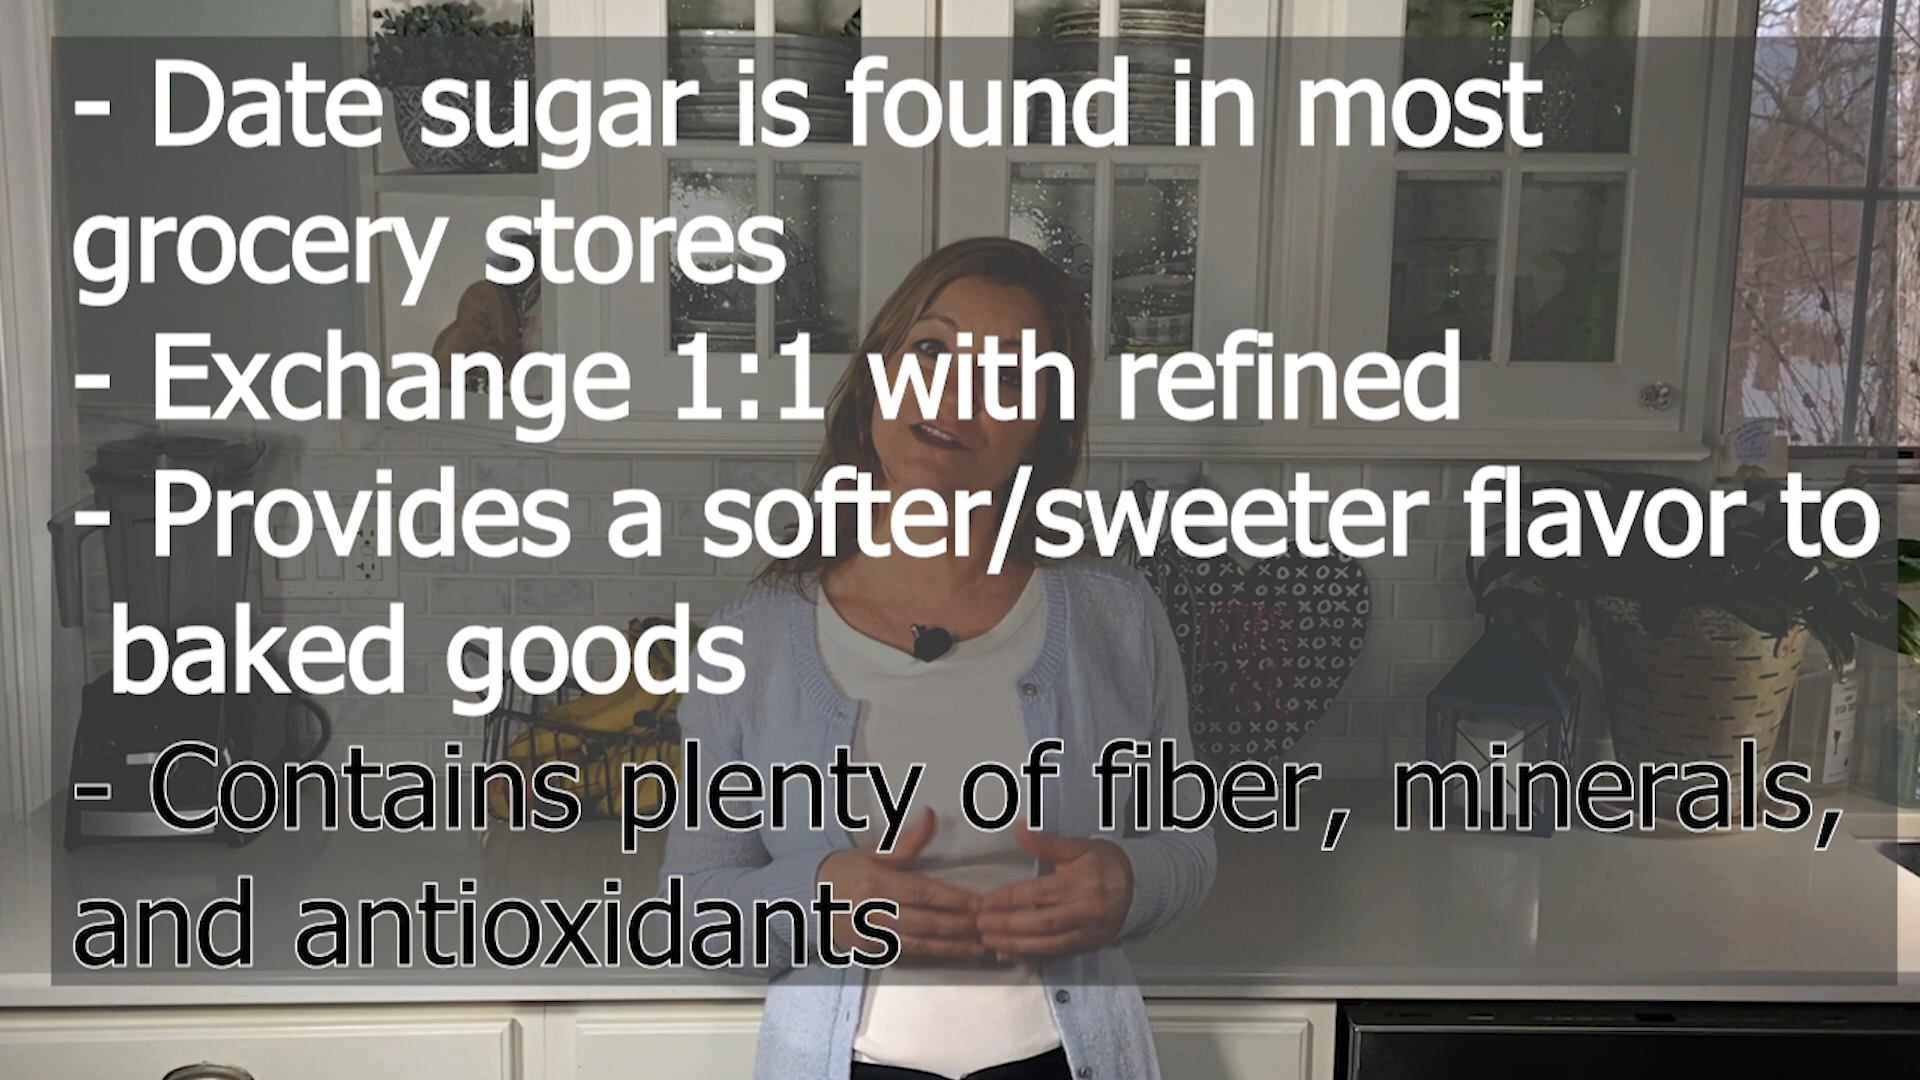 - Date sugar is found in most
grocery stores
- Exchange 1:1 with refined
- Provides a softer/sweeter flavor to
baked goods
- Contains plenty of fiber, minerals,
and antioxidants